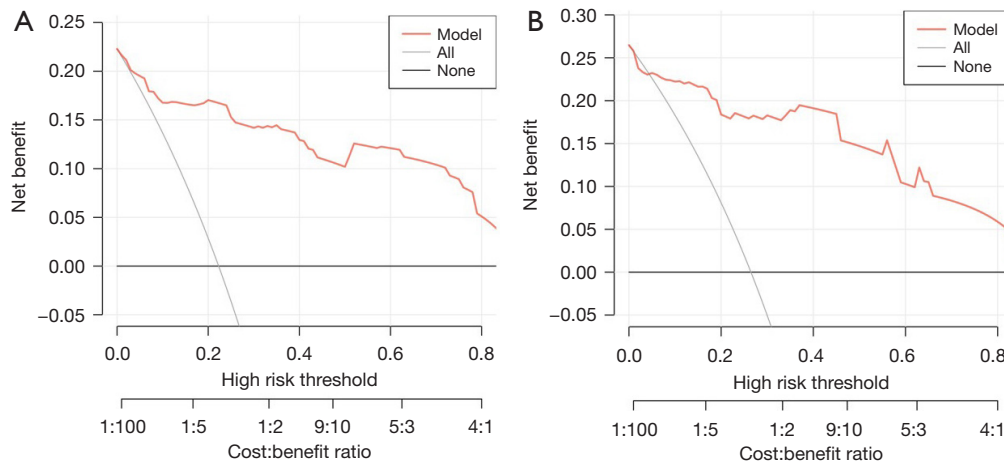 A
Net benefit
0.25
0.20
0.15
0.10
0.05
0.00
−0.05
Model
All
None
0.0 0.2 0.4 0.6 0.8
High risk threshold
1:100 1:5 1:2 9:10 5:3 4:1
Cost:benefit ratio
B
Net benefit
0.30
0.25
0.20
0.15
0.10
0.05
0.00
−0.05
Model
All
None
0.0 0.2 0.4 0.6 0.8
High risk threshold
1:100 1:5 1:2 9:10 5:3 4:1
Cost:benefit ratio